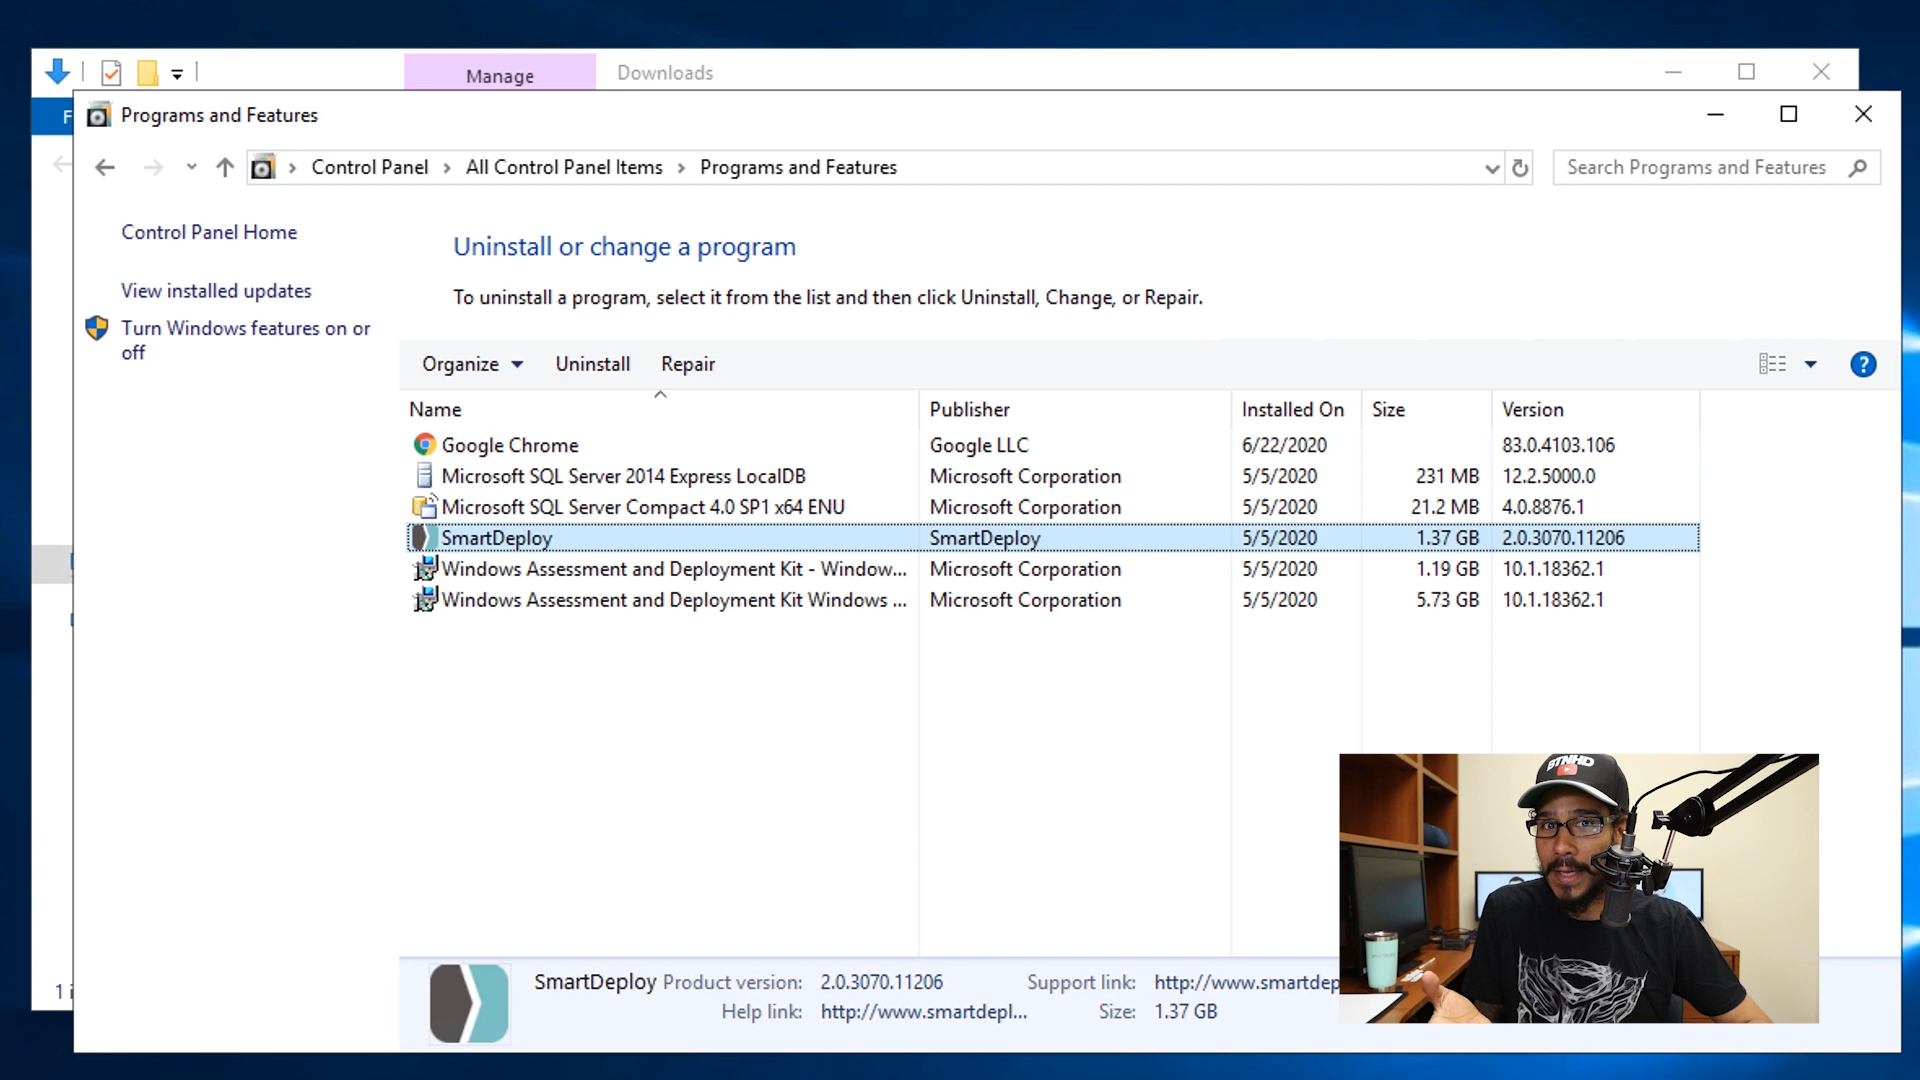 Manage
Downloads
F
Programs and Features
Control Panel
All Control Panel Items
Programs and Features
Search Programs and Features
Control Panel Home
View installed updates
Turn Windows features on or
off
Uninstall or change a program
To uninstall a program, select it from the list and then click Uninstall, Change, or Repair.
Organize Uninstall Repair
?
Name Publisher Installed On Size Version
Google Chrome Google LLC 6/22/2020 83.0.4103.106
Microsoft SQL Server 2014 Express LocalDB Microsoft Corporation 5/5/2020 231 MB 12.2.5000.0
Microsoft SQL Server Compact 4.0 SP1 x64 ENU Microsoft Corporation 5/5/2020 21.2 MB 4.0.8876.1
SmartDeploy SmartDeploy 5/5/2020 1.37 GB 2.0.3070.11206
Windows Assessment and Deployment Kit - Window... Microsoft Corporation 5/5/2020 1.19 GB 10.1.18362.1
Windows Assessment and Deployment Kit Windows ... Microsoft Corporation 5/5/2020 5.73 GB 10.1.18362.1
BTNHD
1 i
SmartDeploy Product version: 2.0.3070.11206 Support link: http://www.smartdep
Help link: http://www.smartdepl... Size: 1.37 GB